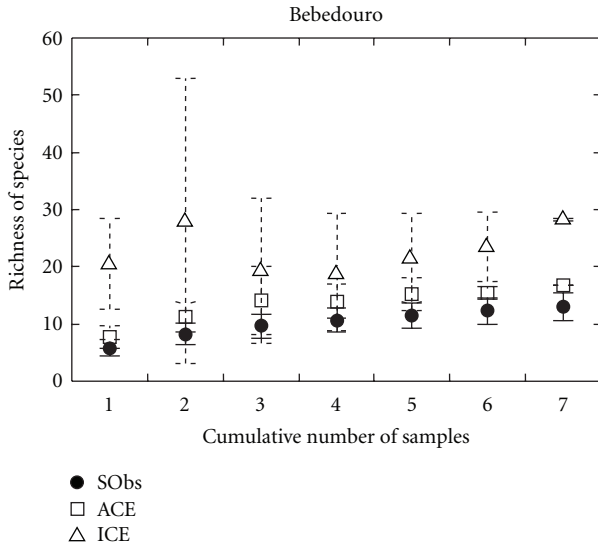 Bebedouro
60
50
40
30
20
10
0
Richness of species
1 2 3 4 5 6 7
Cumulative number of samples
SObs
ACE
ICE